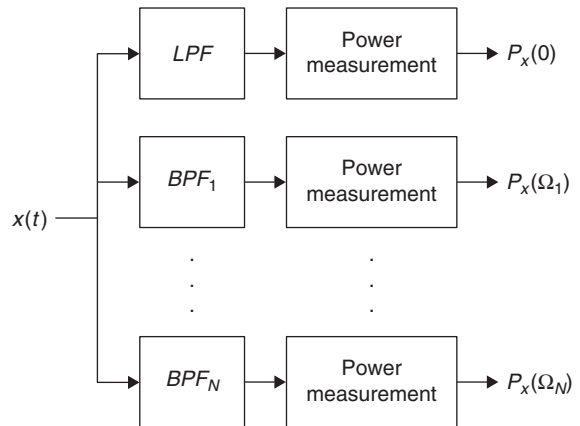 LPF
Power
measurement
Pₓ(0)
BPF₁
Power
measurement
Pₓ(Ω₁)
x(t)
. .
. .
. .
BPF_N
Power
measurement
Pₓ(Ω_N)